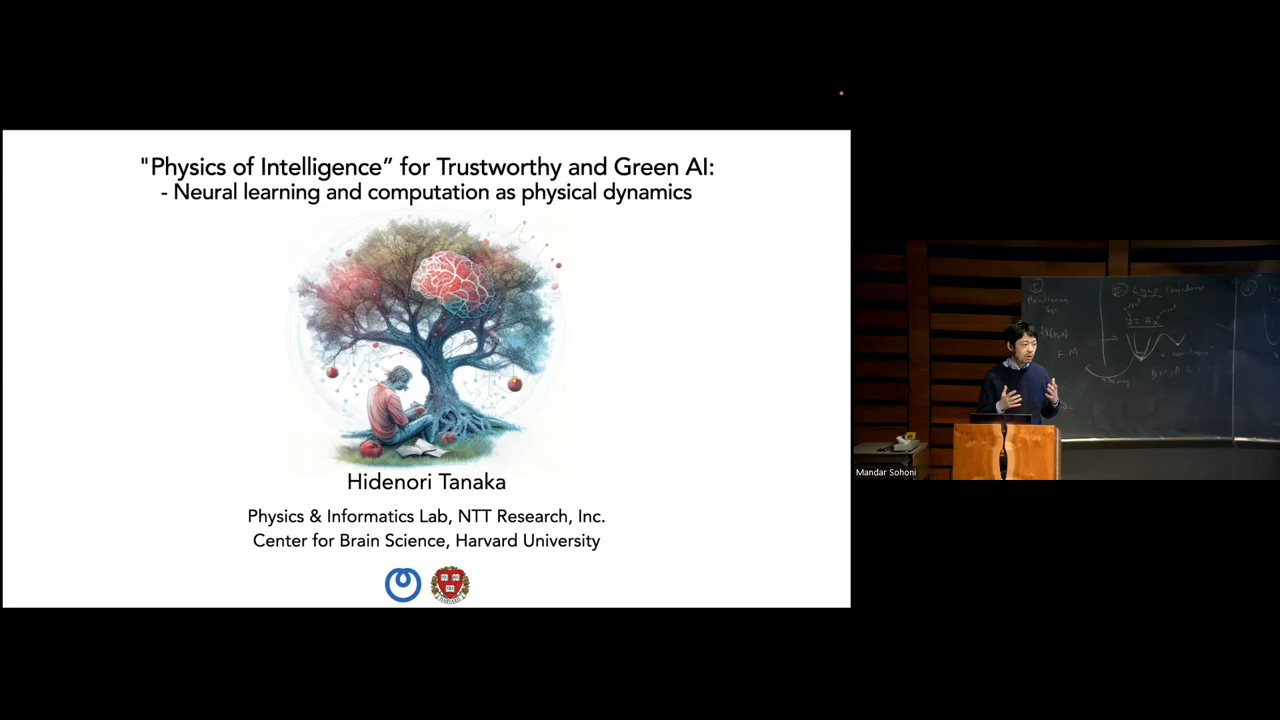 "Physics of Intelligence” for Trustworthy and Green AI:
- Neural learning and computation as physical dynamics
Hidenori Tanaka
Physics & Informatics Lab, NTT Research, Inc.
Center for Brain Science, Harvard University
HARVARD
Mandar Sohoni